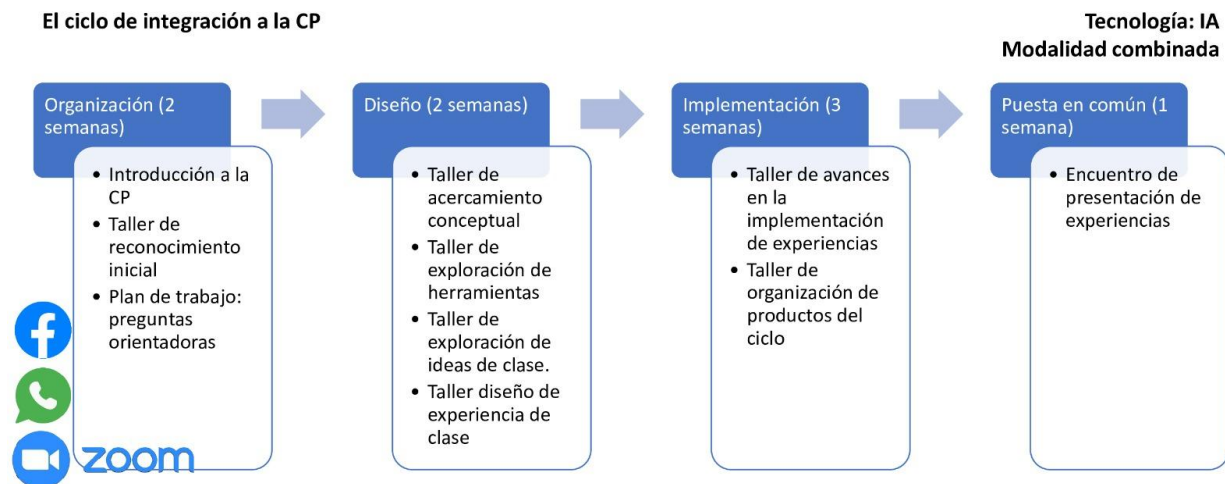 El ciclo de integración a la CP
Tecnología: IA
Modalidad combinada
Organización (2
semanas)
• Introducción a la
CP
• Taller de
reconocimiento
inicial
• Plan de trabajo:
preguntas
orientadoras
Diseño (2 semanas)
• Taller de
acercamiento
conceptual
• Taller de
exploración de
herramientas
• Taller de
exploración de
ideas de clase.
• Taller diseño de
experiencia de
clase
Implementación (3
semanas)
• Taller de avances
en la
implementación
de experiencias
• Taller de
organización de
productos del
ciclo
Puesta en común (1
semana)
• Encuentro de
presentación de
experiencias
zoom